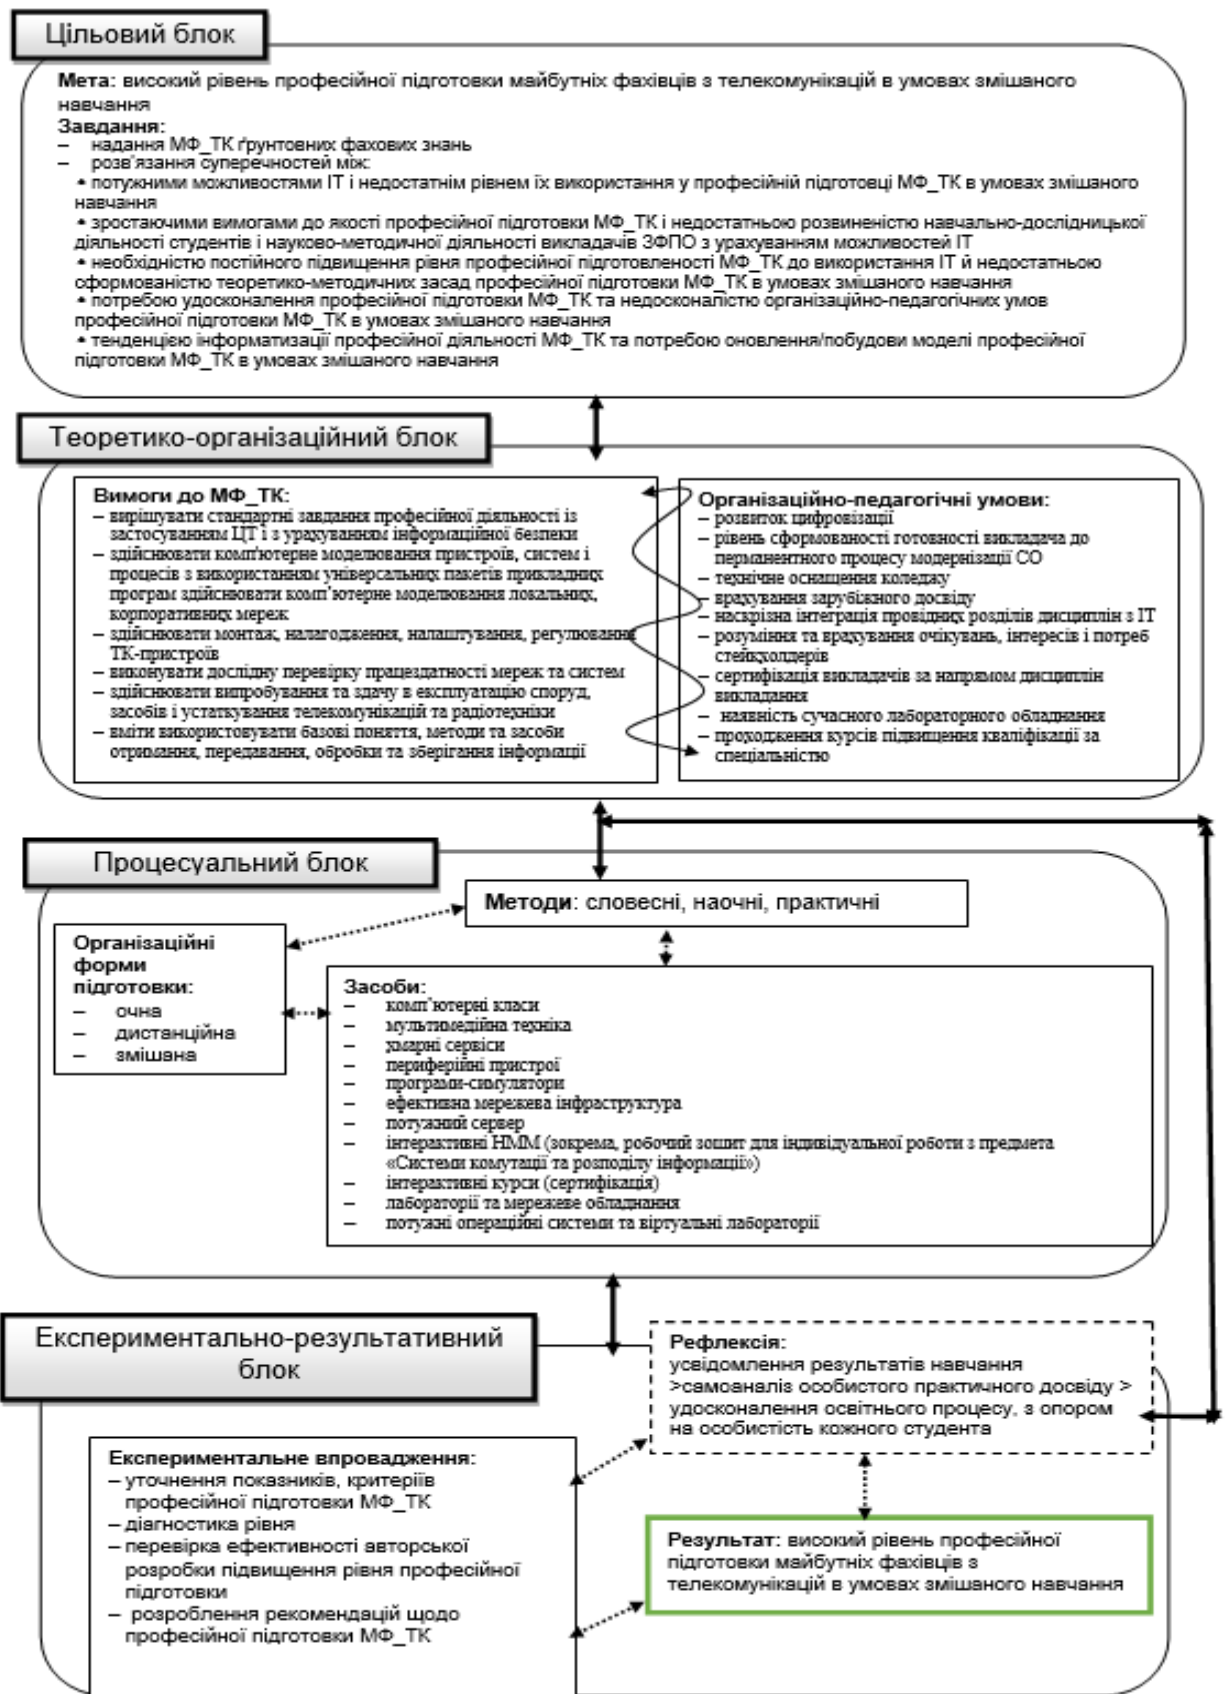 Цільовий блок
Мета: високий рівень професійної підготовки майбутніх фахівців з телекомунікацій в умовах змішаного
навчання
Завдання:
– надання МФ_ТК ґрунтовних фахових знань
– розв'язання суперечностей між:
• потужними можливостями ІТ і недостатнім рівнем їх використання у професійній підготовці МФ_ТК в умовах змішаного
навчання
• зростаючими вимогами до якості професійної підготовки МФ_ТК і недостатньою розвиненістю навчально-дослідницької
діяльності студентів і науково-методичної діяльності викладачів ЗФПО з урахуванням можливостей ІТ
• необхідністю постійного підвищення рівня професійної підготовленості МФ_ТК до використання ІТ й недостатньою
сформованістю теоретико-методичних засад професійної підготовки МФ_ТК в умовах змішаного навчання
• потребою удосконалення професійної підготовки МФ_ТК та недосконалістю організаційно-педагогічних умов
професійної підготовки МФ_ТК в умовах змішаного навчання
• тенденцією інформатизації професійної діяльності МФ_ТК та потребою оновлення/побудови моделі професійної
підготовки МФ_ТК в умовах змішаного навчання
Теоретико-організаційний блок
Вимоги до МФ_ТК:
– вирішувати стандартні завдання професійної діяльності із
застосуванням ЦТ і з урахуванням інформаційної безпеки
– здійснювати комп'ютерне моделювання пристроїв, систем і
процесів з використанням універсальних пакетів прикладних
програм здійснювати комп'ютерне моделювання локальних,
корпоративних мереж
– здійснювати монтаж, налагодження, налаштування, регулювання
ТК-пристроїв
– виконувати дослідну перевірку працездатності мереж та систем
– здійснювати випробування та здачу в експлуатацію споруд,
засобів і устаткування телекомунікацій та радіотехніки
– вміти використовувати базові поняття, методи та засоби
отримання, передавання, обробки та зберігання інформації
Організаційно-педагогічні умови:
– розвиток цифровізації
– рівень сформованості готовності викладача до
перманентного процесу модернізації СО
– технічне оснащення коледжу
– врахування зарубіжного досвіду
– наскрізна інтеграція провідних розділів дисциплін з ІТ
– розуміння та врахування очікувань, інтересів і потреб
стейкхолдерів
– сертифікація викладачів за напрямом дисциплін
викладання
– наявність сучасного лабораторного обладнання
– проходження курсів підвищення кваліфікації за
спеціальністю
Процесуальний блок
Методи: словесні, наочні, практичні
Організаційні
форми
підготовки:
– очна
– дистанційна
– змішана
Засоби:
– комп'ютерні класи
– мультимедійна техніка
– хмарні сервіси
– периферійні пристрої
– програми-симулятори
– ефективна мережева інфраструктура
– потужний сервер
– інтерактивні НММ (зокрема, робочий зошит для індивідуальної роботи з предмета
«Системи комутації та розподілу інформації»)
– інтерактивні курси (сертифікація)
– лабораторії та мережеве обладнання
– потужні операційні системи та віртуальні лабораторії
Експериментально-результативний
блок
Рефлексія:
усвідомлення результатів навчання
>самоаналіз особистого практичного досвіду >
удосконалення освітнього процесу, з опором
на особистість кожного студента
Експериментальне впровадження:
– уточнення показників, критеріїв
професійної підготовки МФ_ТК
– діагностика рівня
– перевірка ефективності авторської
розробки підвищення рівня професійної
підготовки
– розроблення рекомендацій щодо
професійної підготовки МФ_ТК
Результат: високий рівень професійної
підготовки майбутніх фахівців з
телекомунікацій в умовах змішаного навчання